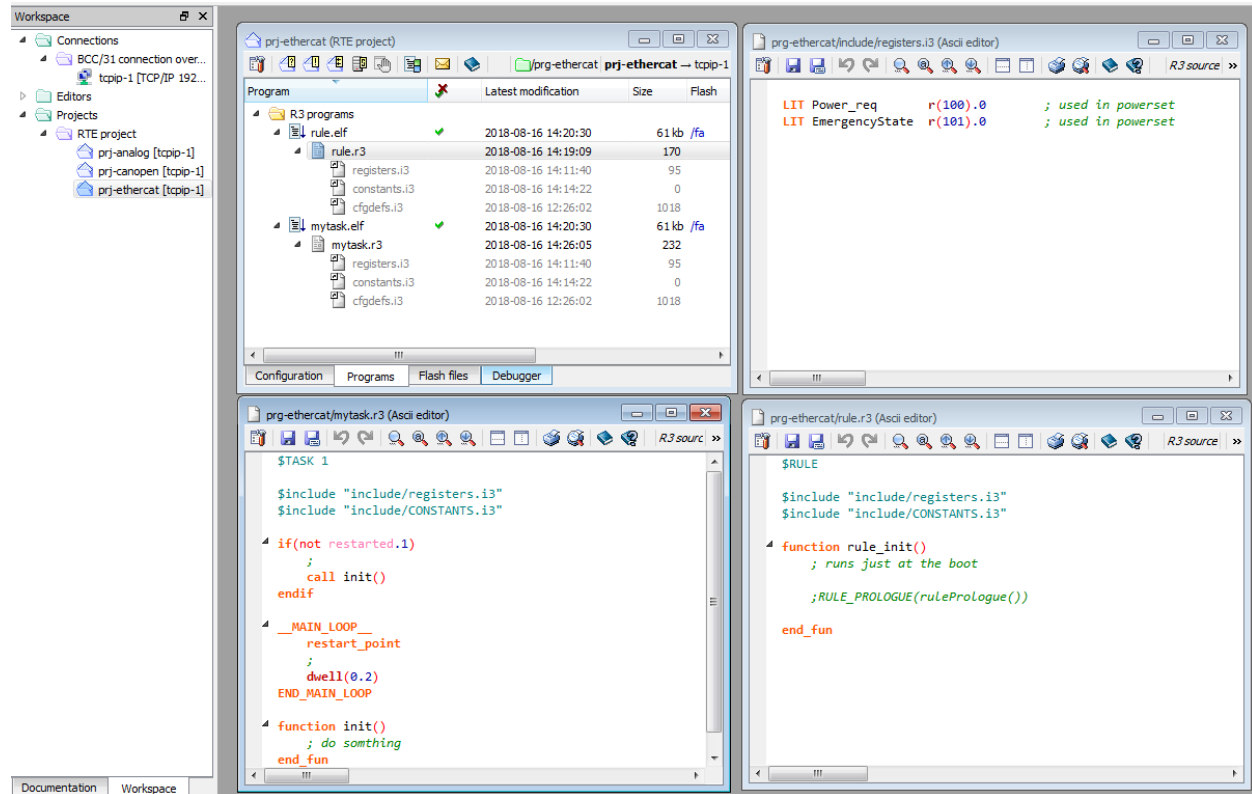 Workspace
Connections
BCC/31 connection over...
tcpip-1 [TCP/IP 192...
Editors
Projects
RTE project
prj-analog [tcpip-1]
prj-canopen [tcpip-1]
prj-ethercat [tcpip-1]
Documentation Workspace
prj-ethercat (RTE project)
/prg-ethercat prj-ethercat → tcpip-1
Program Latest modification Size Flash
R3 programs
rule.elf 2018-08-16 14:20:30 61 kb /fa
rule.r3 2018-08-16 14:19:09 170
registers.i3 2018-08-16 14:11:40 95
constants.i3 2018-08-16 14:14:22 0
cfgdefs.i3 2018-08-16 12:26:02 1018
mytask.elf 2018-08-16 14:20:30 61 kb /fa
mytask.r3 2018-08-16 14:26:05 232
registers.i3 2018-08-16 14:11:40 95
constants.i3 2018-08-16 14:14:22 0
cfgdefs.i3 2018-08-16 12:26:02 1018
Configuration Programs Flash files Debugger
prg-ethercat/include/registers.i3 (Ascii editor)
R3 source »
LIT Power_req r(100).0 ; used in powerset
LIT EmergencyState r(101).0 ; used in powerset
prg-ethercat/mytask.r3 (Ascii editor)
R3 sourc »
$TASK 1
$include "include/registers.i3"
$include "include/CONSTANTS.i3"
if(not restarted.1)
;
call init()
endif
__MAIN_LOOP__
restart_point
;
dwell(0.2)
END_MAIN_LOOP
function init()
; do somthing
end_fun
prg-ethercat/rule.r3 (Ascii editor)
R3 source »
$RULE
$include "include/registers.i3"
$include "include/CONSTANTS.i3"
function rule_init()
; runs just at the boot
;RULE_PROLOGUE(rulePrologue())
end_fun